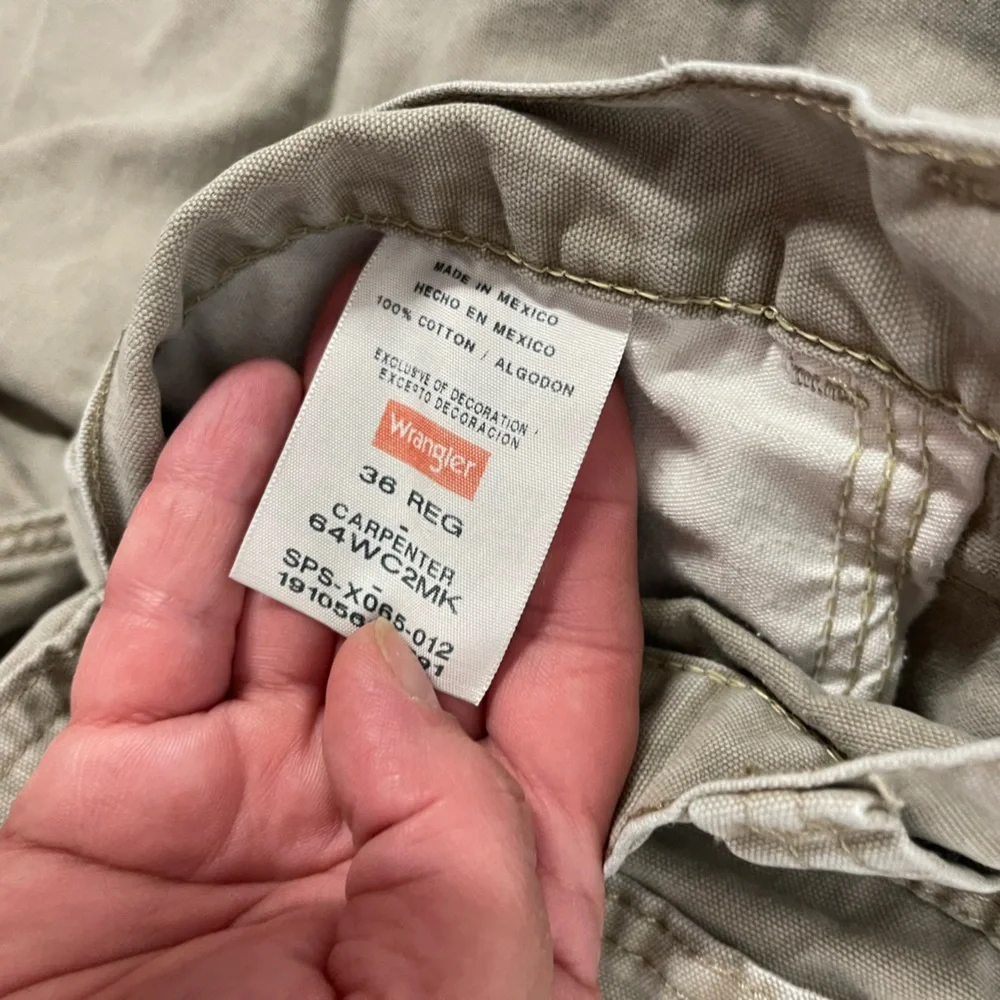 MADE IN MEXICO
HECHO EN MEXICO
100% COTTON / ALGODON
EXCLUSIVE OF DECORATION /
EXCEPTO DECORACION
Wrangler
36 REG
-
CARPENTER
64WC2MK
-
SPS-X065-012